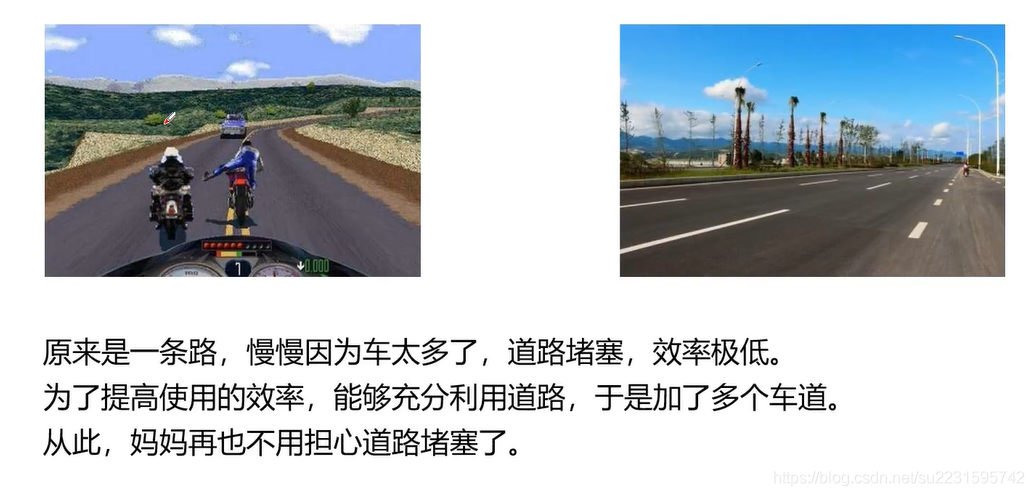 1
0.000
原来是一条路，慢慢因为车太多了，道路堵塞，效率极低。
为了提高使用的效率，能够充分利用道路，于是加了多个车道。
从此，妈妈再也不用担心道路堵塞了。
https://blog.csdn.net/su2231595742